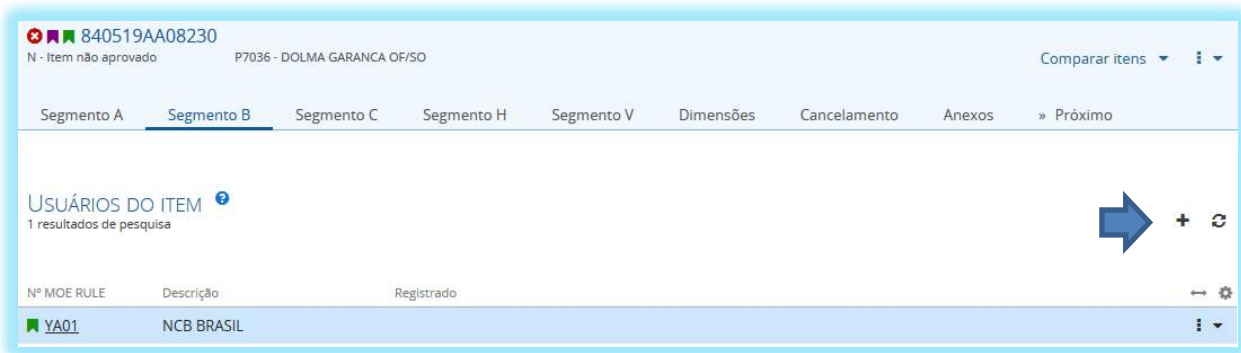 840519AA08230
N - Item não aprovado P7036 - DOLMA GARANCA OF/SO
Comparar itens
Segmento A Segmento B Segmento C Segmento H Segmento V Dimensões Cancelamento Anexos » Próximo
USUÁRIOS DO ITEM ?
1 resultados de pesquisa
Nº MOE RULE Descrição Registrado
YA01 NCB BRASIL